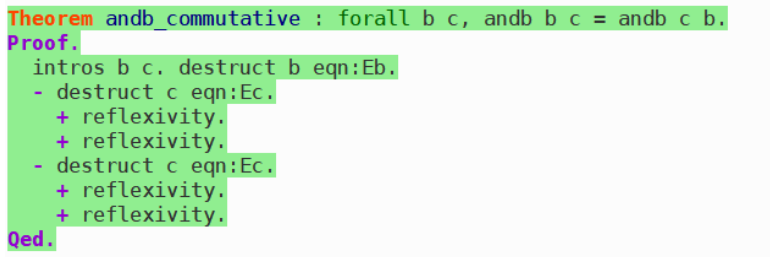 Theorem andb_commutative : forall b c, andb b c = andb c b.
Proof.
  intros b c. destruct b eqn:Eb.
  - destruct c eqn:Ec.
    + reflexivity.
    + reflexivity.
  - destruct c eqn:Ec.
    + reflexivity.
    + reflexivity.
Qed.